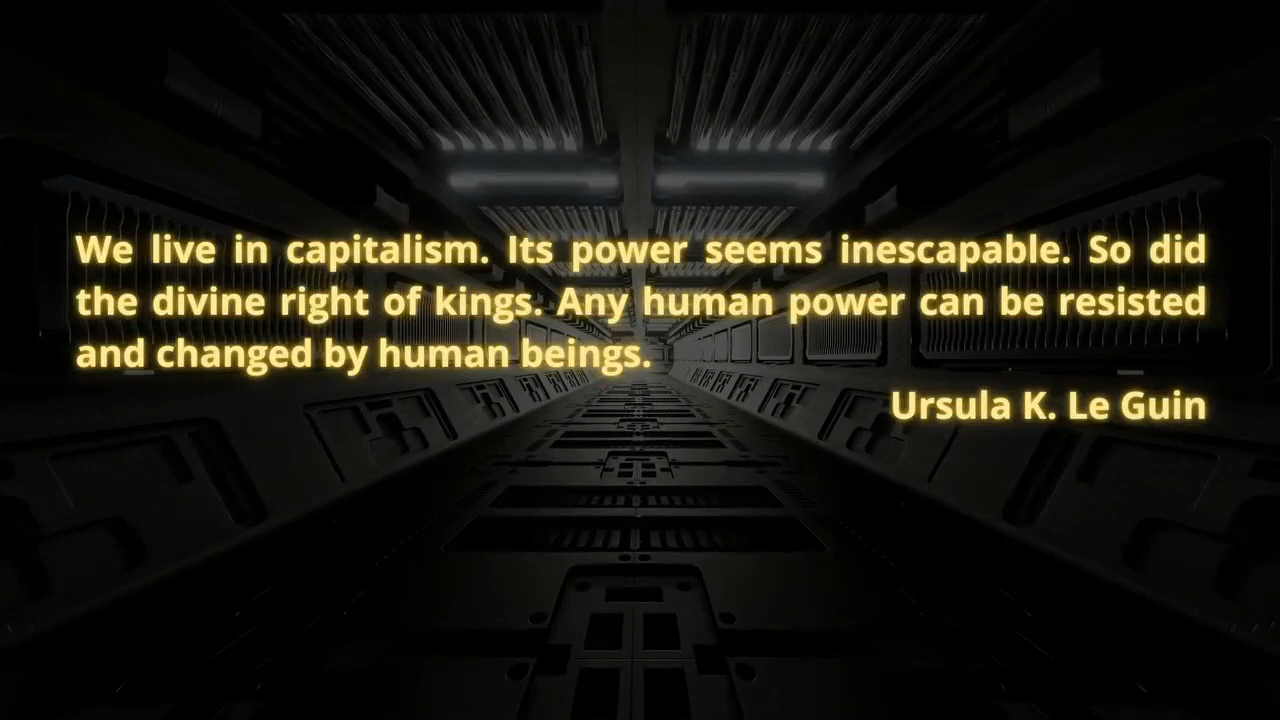 We live in capitalism. Its power seems inescapable. So did
the divine right of kings. Any human power can be resisted
and changed by human beings.
Ursula K. Le Guin